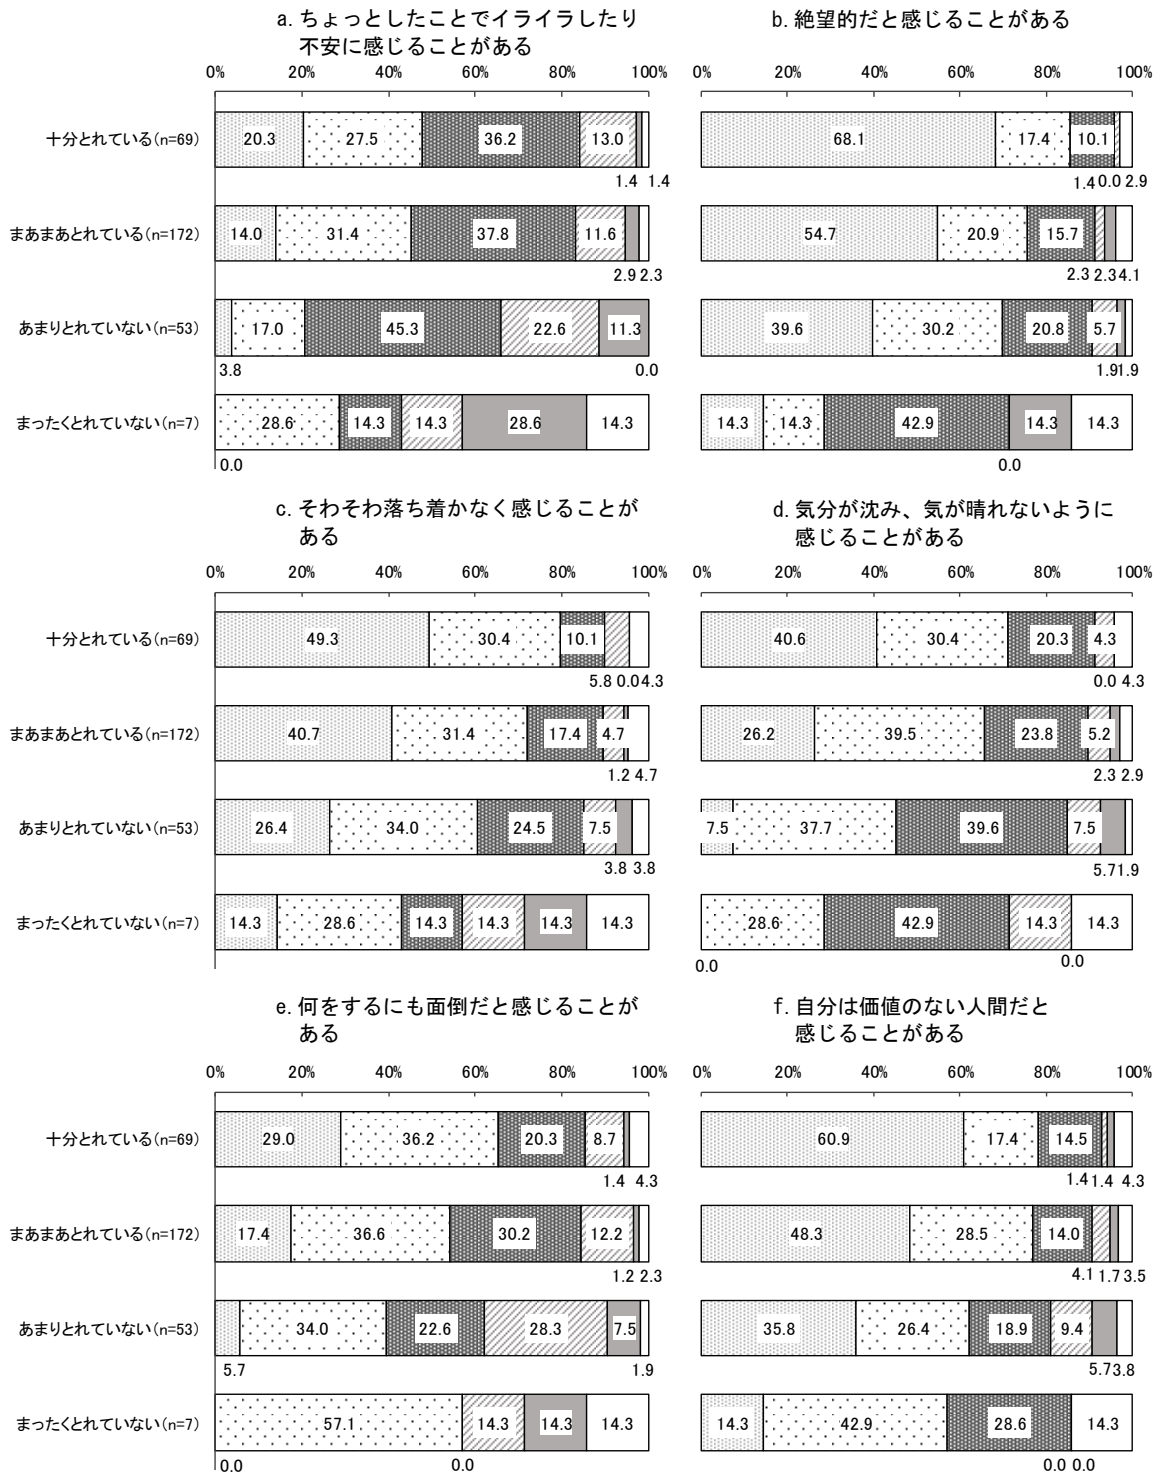 a. ちょっとしたことでイライラしたり
不安に感じることがある
b. 絶望的だと感じることがある
0% 20% 40% 60% 80% 100%
0% 20% 40% 60% 80% 100%
十分とれている(n=69) 20.3 27.5 36.2 13.0 68.1 17.4 10.1
1.4 1.4 1.4 0.0 2.9
まあまあとれている(n=172) 14.0 31.4 37.8 11.6 54.7 20.9 15.7
2.9 2.3 2.3 2.3 4.1
あまりとれていない(n=53) 17.0 45.3 22.6 11.3 39.6 30.2 20.8 5.7
3.8 0.0 1.9 1.9
まったくとれていない(n=7) 28.6 14.3 14.3 28.6 14.3 14.3 14.3 42.9 14.3 14.3
0.0 0.0
c. そわそわ落ち着かなく感じることが
ある
d. 気分が沈み、気が晴れないように
感じることがある
0% 20% 40% 60% 80% 100%
0% 20% 40% 60% 80% 100%
十分とれている(n=69) 49.3 30.4 10.1 40.6 30.4 20.3 4.3
5.8 0.0 4.3 0.0 4.3
まあまあとれている(n=172) 40.7 31.4 17.4 4.7 26.2 39.5 23.8 5.2
1.2 4.7 2.3 2.9
あまりとれていない(n=53) 26.4 34.0 24.5 7.5 7.5 37.7 39.6 7.5
3.8 3.8 5.7 1.9
まったくとれていない(n=7) 14.3 28.6 14.3 14.3 14.3 14.3 28.6 42.9 14.3 14.3
0.0 0.0
e. 何をするにも面倒だと感じることが
ある
f. 自分は価値のない人間だと
感じることがある
0% 20% 40% 60% 80% 100%
0% 20% 40% 60% 80% 100%
十分とれている(n=69) 29.0 36.2 20.3 8.7 60.9 17.4 14.5
1.4 4.3 1.4 1.4 4.3
まあまあとれている(n=172) 17.4 36.6 30.2 12.2 48.3 28.5 14.0
1.2 2.3 4.1 1.7 3.5
あまりとれていない(n=53) 34.0 22.6 28.3 7.5 35.8 26.4 18.9 9.4
5.7 1.9 5.7 3.8
まったくとれていない(n=7) 57.1 14.3 14.3 14.3 14.3 42.9 28.6 14.3
0.0 0.0 0.0 0.0